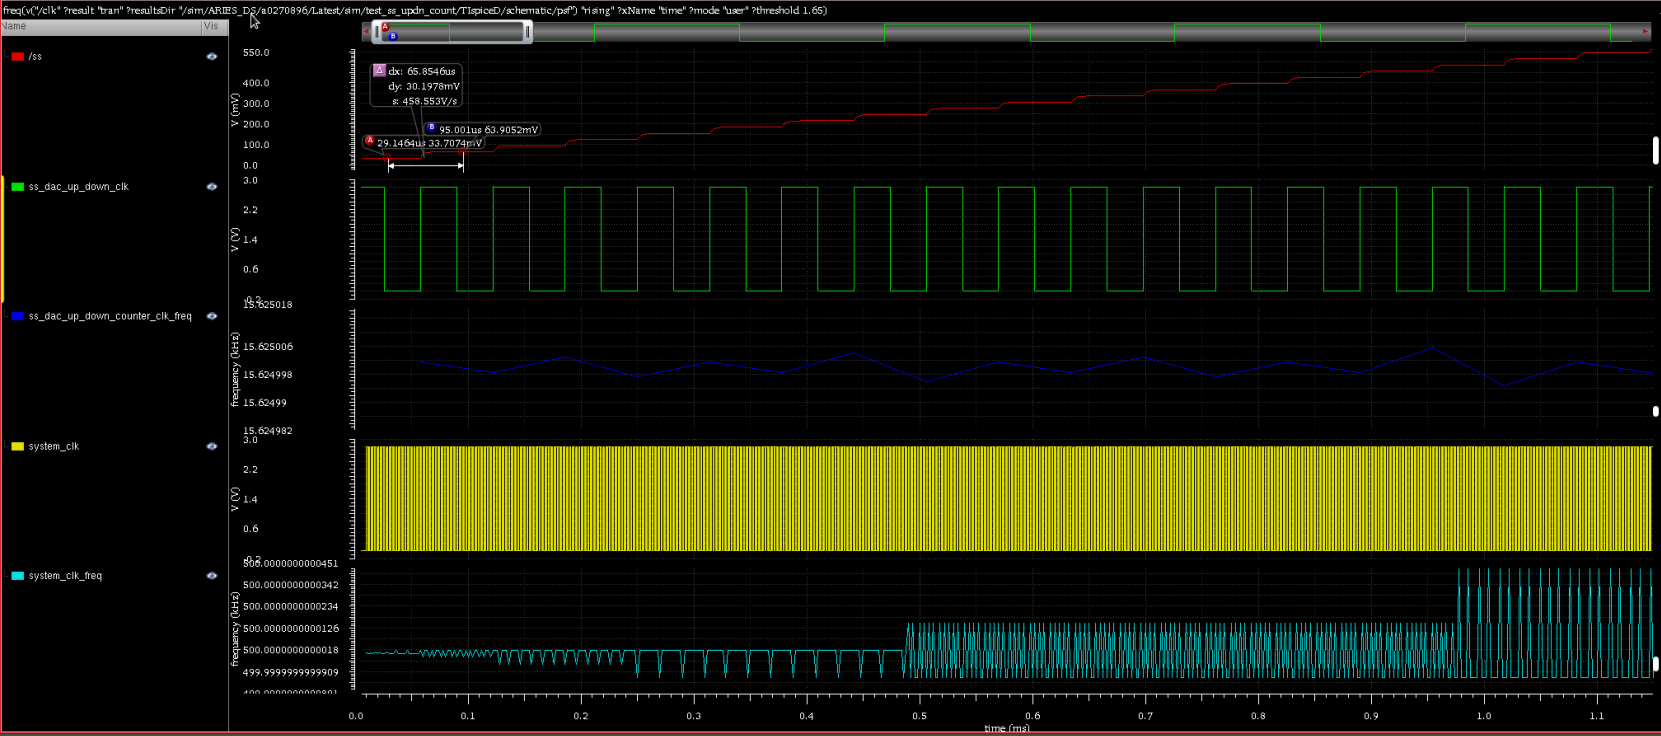 freq(v("/clk" ?result "tran" ?resultsDir "/sim/ARIES_DS/a0270896/Latest/sim/test_ss_updn_count/TIspiceD/schematic/psf") "rising" ?xName "time" ?mode "user" ?threshold 1.65)
Name Vis
/ss
550.0
400.0
300.0
200.0
100.0
0.0
V (mV)
A
B
dx: 65.8546us
dy: 30.1978mV
s: 458.553V/s
B 95.001us 63.9052mV
A 29.1464us 33.7074mV
ss_dac_up_down_clk
3.0
2.2
1.4
0.6
-0.2
V (V)
ss_dac_up_down_counter_clk_freq
15.625018
15.625006
15.624998
15.62499
15.624982
frequency (kHz)
system_clk
3.0
2.2
1.4
0.6
-0.2
V (V)
system_clk_freq
500.0000000000451
500.0000000000342
500.0000000000234
500.0000000000126
500.0000000000018
499.9999999999909
frequency (kHz)
0.0 0.1 0.2 0.3 0.4 0.5 0.6 0.7 0.8 0.9 1.0 1.1
time (ms)